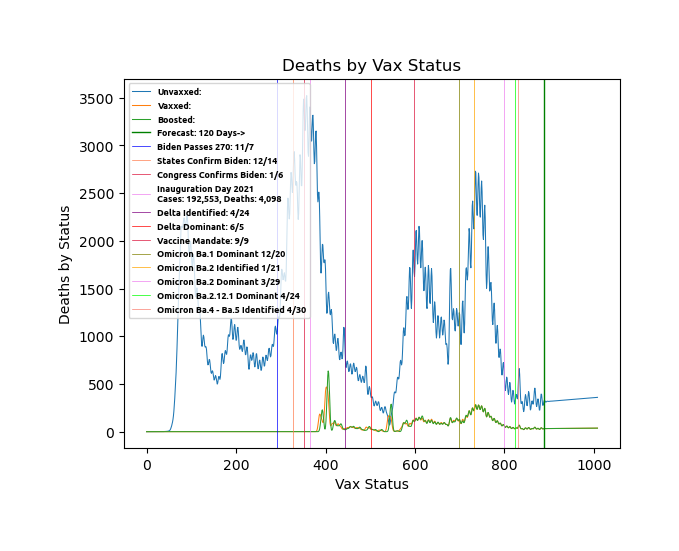 Deaths by Vax Status
Deaths by Vax Status
3500
3000
2500
2000
1500
1000
500
0
Unvaxxed:
Vaxxed:
Boosted:
Forecast: 120 Days->
Biden Passes 270: 11/7
States Confirm Biden: 12/14
Congress Confirms Biden: 1/6
Inauguration Day 2021
Cases: 192,553, Deaths: 4,098
Delta Identified: 4/24
Delta Dominant: 6/5
Vaccine Mandate: 9/9
Omicron Ba.1 Dominant 12/20
Omicron Ba.2 Identified 1/21
Omicron Ba.2 Dominant 3/29
Omicron Ba.2.12.1 Dominant 4/24
Omicron Ba.4 - Ba.5 Identified 4/30
0 200 400 600 800 1000
Vax Status